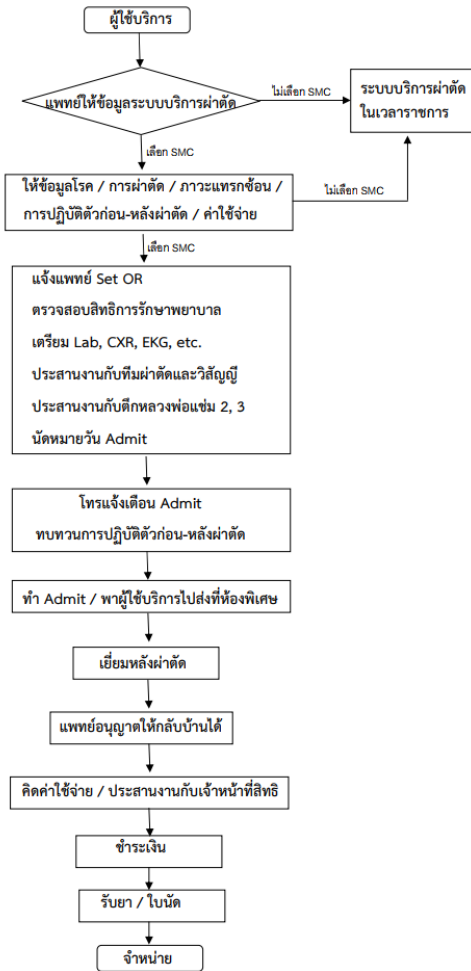 ผู้ใช้บริการ
แพทย์ให้ข้อมูลระบบบริการผ่าตัด
ไม่เลือก SMC
ระบบบริการผ่าตัด
ในเวลาราชการ
เลือก SMC
ให้ข้อมูลโรค / การผ่าตัด / ภาวะแทรกซ้อน /
การปฏิบัติตัวก่อน-หลังผ่าตัด / ค่าใช้จ่าย
ไม่เลือก SMC
เลือก SMC
แจ้งแพทย์ Set OR
ตรวจสอบสิทธิการรักษาพยาบาล
เตรียม Lab, CXR, EKG, etc.
ประสานงานกับทีมผ่าตัดและวิสัญญี
ประสานงานกับตึกหลวงพ่อแช่ม 2, 3
นัดหมายวัน Admit
โทรแจ้งเตือน Admit
ทบทวนการปฏิบัติตัวก่อน-หลังผ่าตัด
ทำ Admit / พาผู้ใช้บริการไปส่งที่ห้องพิเศษ
เยี่ยมหลังผ่าตัด
แพทย์อนุญาตให้กลับบ้านได้
คิดค่าใช้จ่าย / ประสานงานกับเจ้าหน้าที่สิทธิ
ชำระเงิน
รับยา / ใบนัด
จำหน่าย